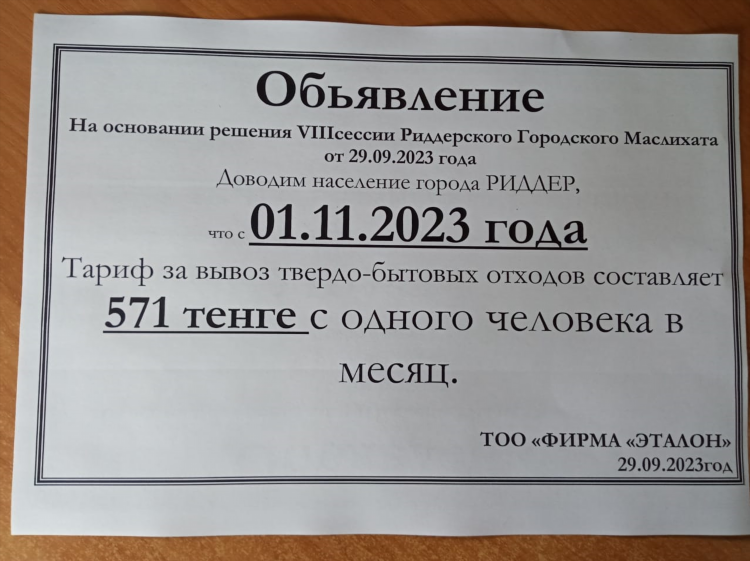 Обьявление
На основании решения VIIIсессии Риддерского Городского Маслихата
от 29.09.2023 года
Доводим население города РИДДЕР,
что с 01.11.2023 года
Тариф за вывоз твердо-бытовых отходов составляет
571 тенге с одного человека в
месяц.
ТОО «ФИРМА «ЭТАЛОН»
29.09.2023год